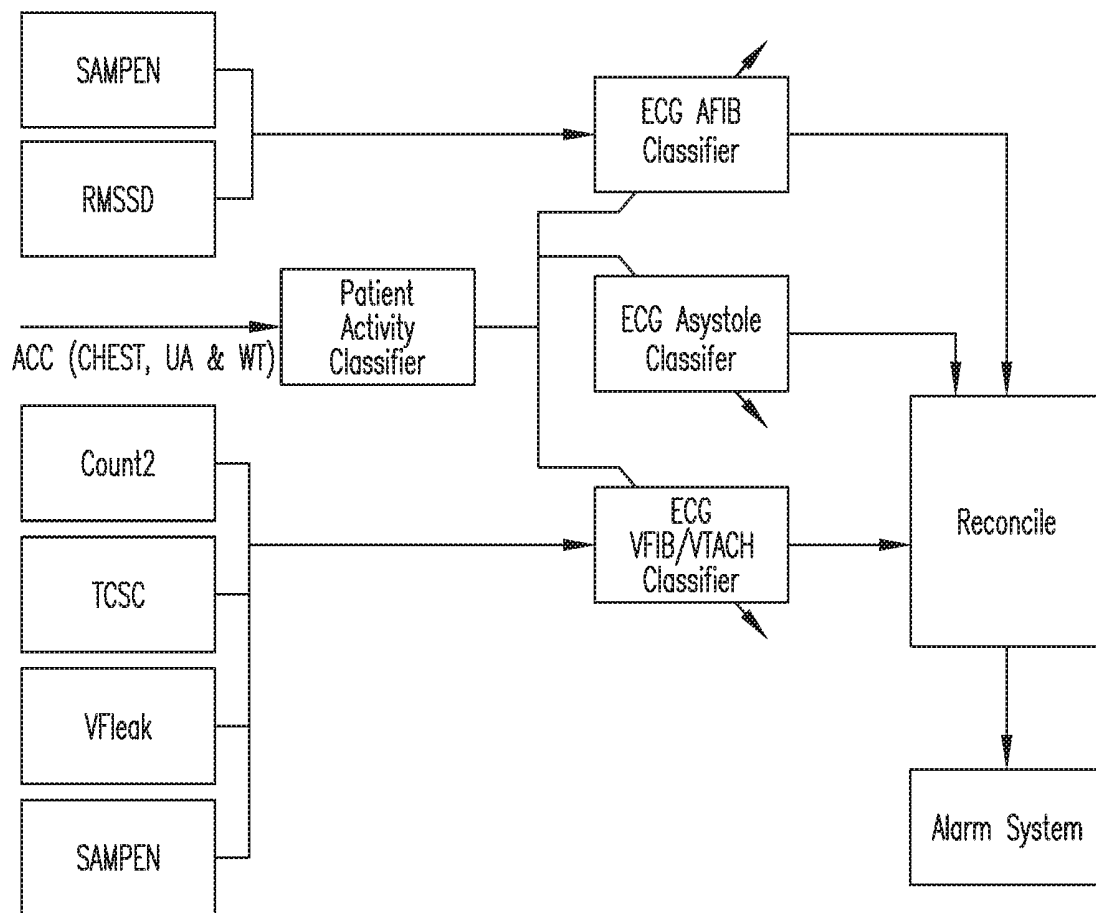 SAMPEN
RMSSD
ECG AFIB
Classifier
ACC (CHEST, UA & WT)
Patient
Activity
Classifier
ECG Asystole
Classifer
Count2
TCSC
VFleak
SAMPEN
ECG
VFIB/VTACH
Classifier
Reconcile
Alarm System